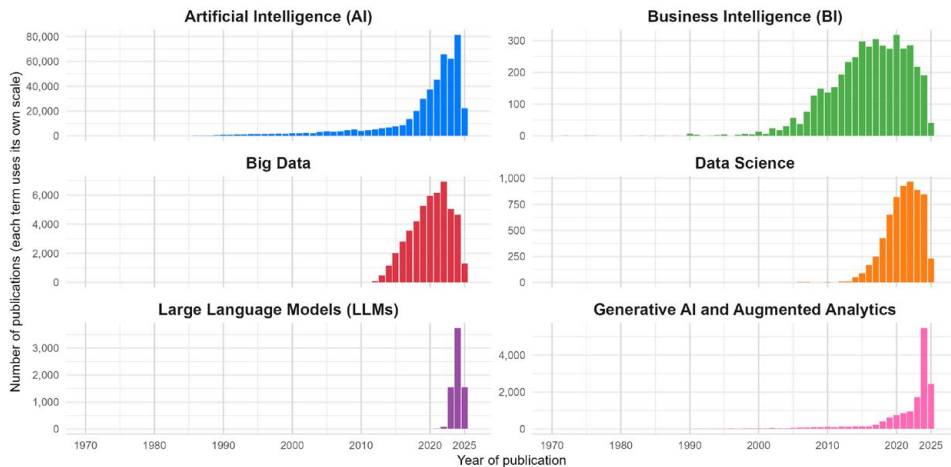 Artificial Intelligence (AI)
Business Intelligence (BI)
80,000
60,000
40,000
20,000
0
300
200
100
0
Big Data
Data Science
6,000
4,000
2,000
0
1,000
750
500
250
0
Large Language Models (LLMs)
Generative AI and Augmented Analytics
3,000
2,000
1,000
0
4,000
2,000
0
1970 1980 1990 2000 2010 2020 2025
1970 1980 1990 2000 2010 2020 2025
Year of publication
Number of publications (each term uses its own scale)